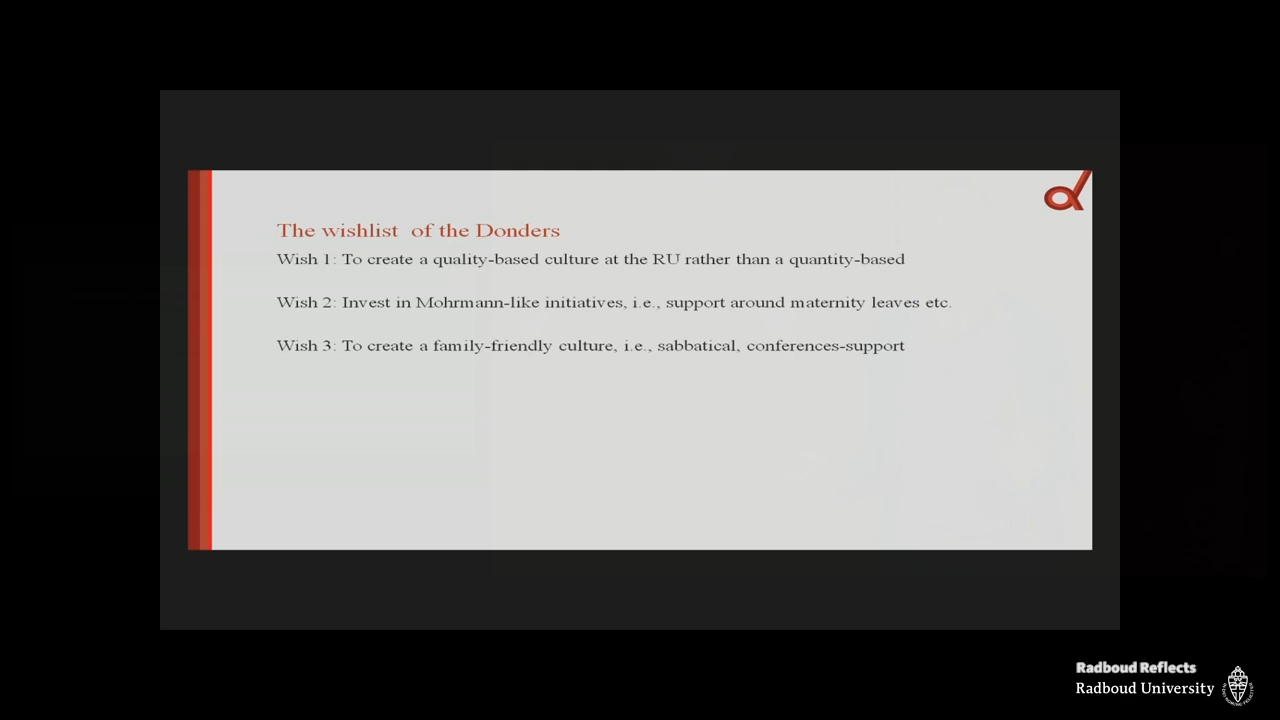 The wishlist of the Donders
Wish 1: To create a quality-based culture at the RU rather than a quantity-based
Wish 2: Invest in Mohrmann-like initiatives, i.e., support around maternity leaves etc.
Wish 3: To create a family-friendly culture, i.e., sabbatical, conferences-support
Radboud Reflects
Radboud University